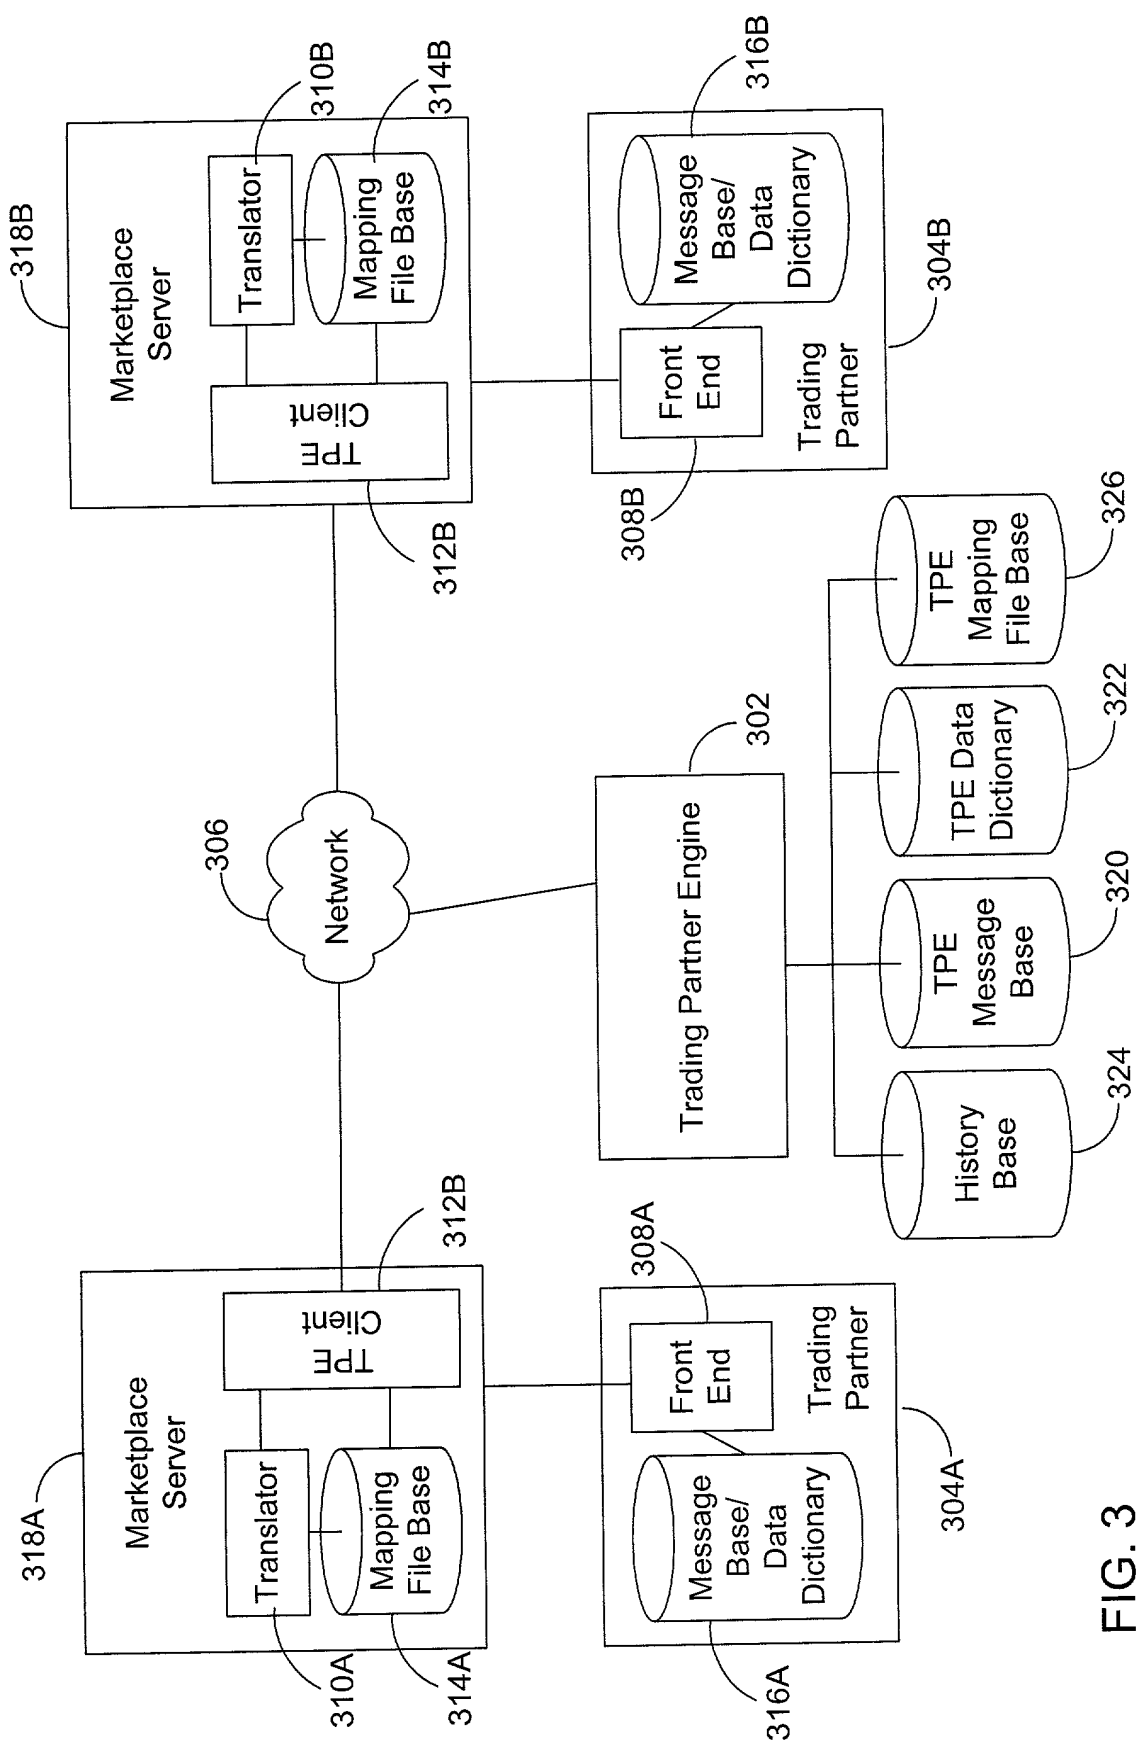 318A
Marketplace
Server
Translator
310A
Mapping
File Base
314A
TPE
Client
312B
306
Network
318B
Marketplace
Server
TPE
Client
312B
Translator
310B
Mapping
File Base
314B
308A
Front
End
Message
Base/
Data
Dictionary
316A
Trading
Partner
304A
Trading Partner Engine
302
308B
Front
End
Message
Base/
Data
Dictionary
316B
Trading
Partner
304B
History
Base
324
TPE
Message
Base
320
TPE Data
Dictionary
322
TPE
Mapping
File Base
326
FIG. 3